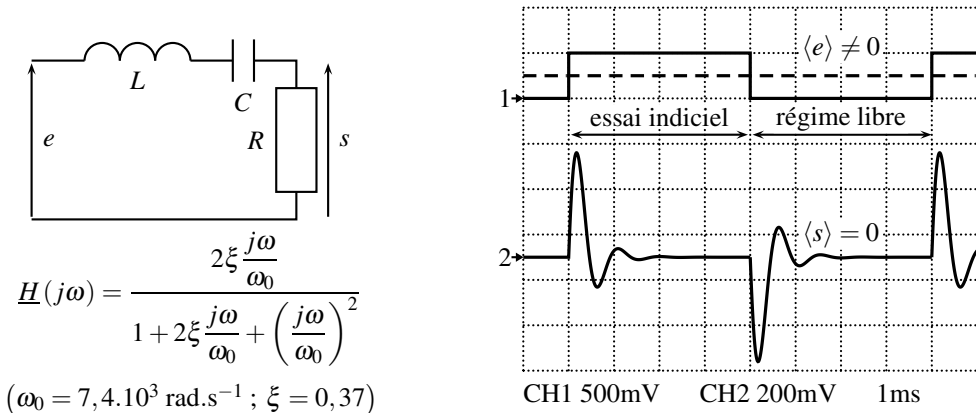 L
C
R
e
s
H(jω) = (2ξ jω/ω₀) / (1 + 2ξ jω/ω₀ + (jω/ω₀)²)
(ω₀ = 7,4.10³ rad.s⁻¹ ; ξ = 0,37)
⟨e⟩ ≠ 0
1
essai indiciel
régime libre
⟨s⟩ = 0
2
CH1 500mV
CH2 200mV
1ms